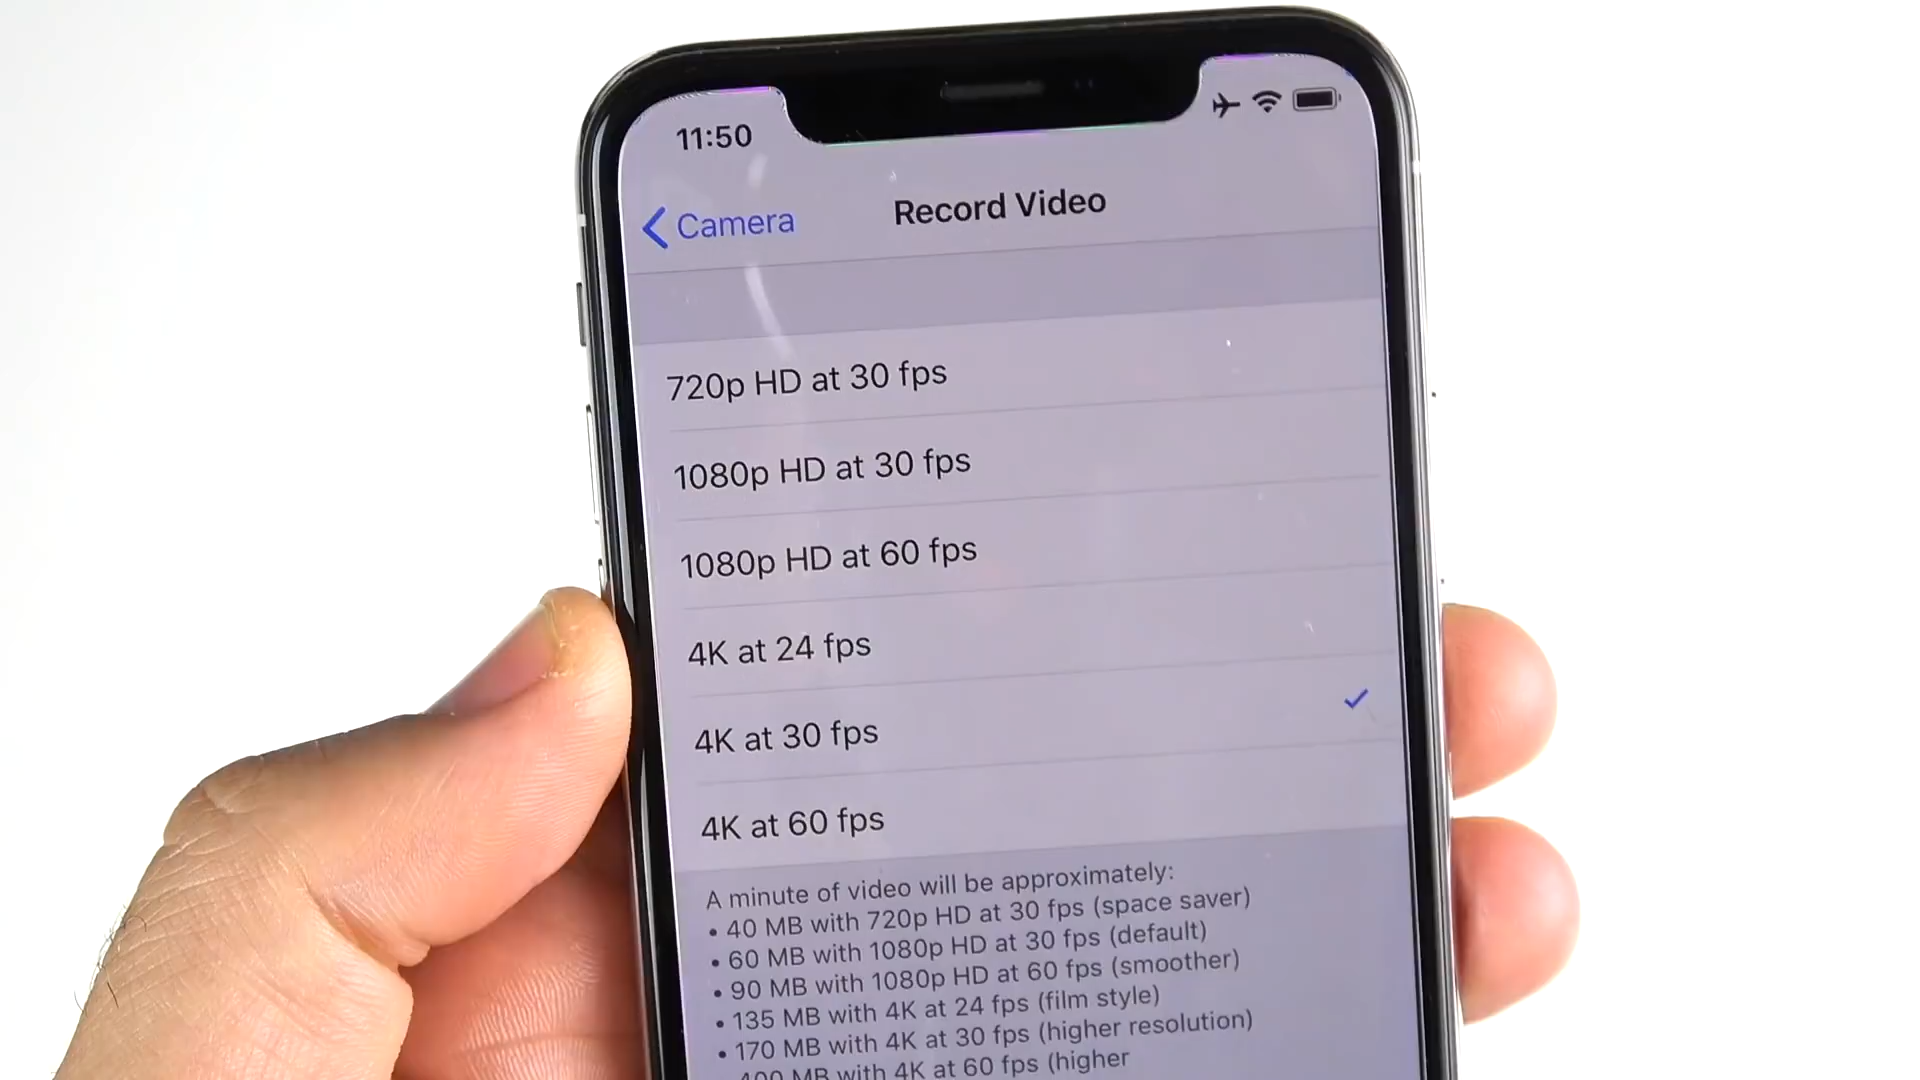 11:50
Camera
Record Video
720p HD at 30 fps
1080p HD at 30 fps
1080p HD at 60 fps
4K at 24 fps
4K at 30 fps
4K at 60 fps
A minute of video will be approximately:
• 40 MB with 720p HD at 30 fps (space saver)
• 60 MB with 1080p HD at 30 fps (default)
• 90 MB with 1080p HD at 60 fps (smoother)
• 135 MB with 4K at 24 fps (film style)
• 170 MB with 4K at 30 fps (higher resolution)
400 MB with 4K at 60 fps (higher